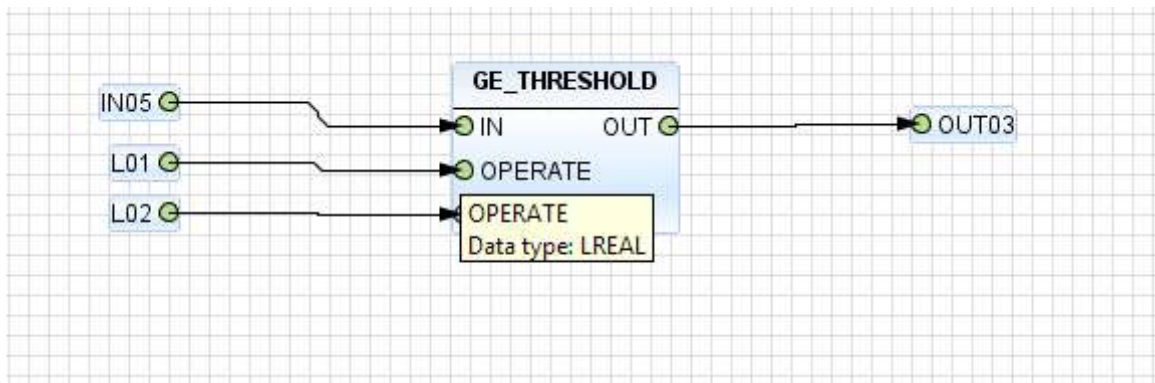 GE_THRESHOLD
IN05
IN
OUT
OUT03
L01
OPERATE
L02
OPERATE
Data type: LREAL